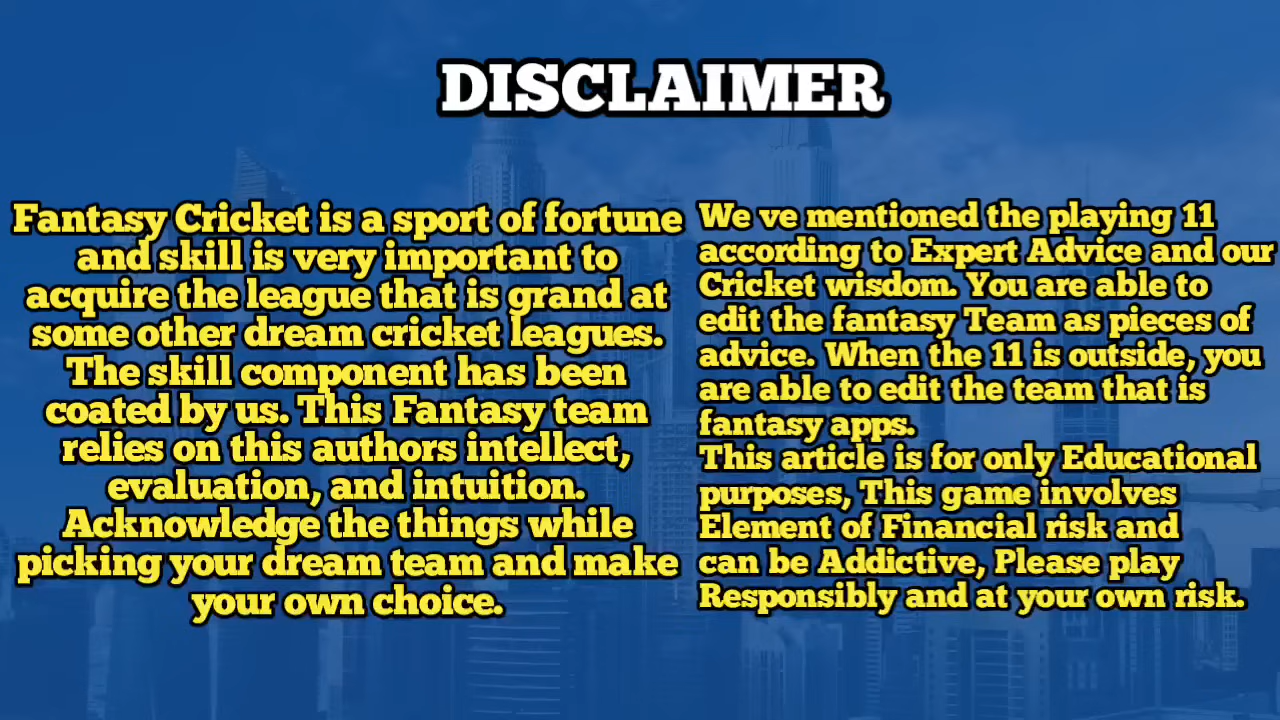 DISCLAIMER
Fantasy Cricket is a sport of fortune
and skill is very important to
acquire the league that is grand at
some other dream cricket leagues.
The skill component has been
coated by us. This Fantasy team
relies on this authors intellect,
evaluation, and intuition.
Acknowledge the things while
picking your dream team and make
your own choice.
We ve mentioned the playing 11
according to Expert Advice and our
Cricket wisdom. You are able to
edit the fantasy Team as pieces of
advice. When the 11 is outside, you
are able to edit the team that is
fantasy apps.
This article is for only Educational
purposes, This game involves
Element of Financial risk and
can be Addictive, Please play
Responsibly and at your own risk.